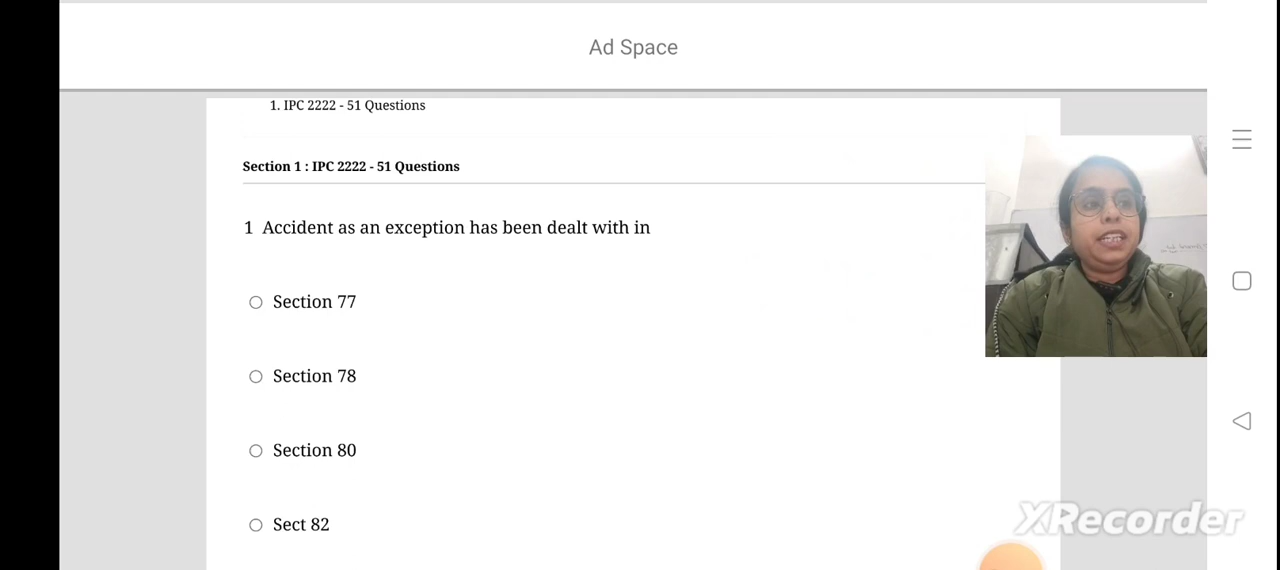 Ad Space
1. IPC 2222 - 51 Questions
Section 1 : IPC 2222 - 51 Questions
1 Accident as an exception has been dealt with in
Section 77
Section 78
Section 80
Sect 82
XRecorder